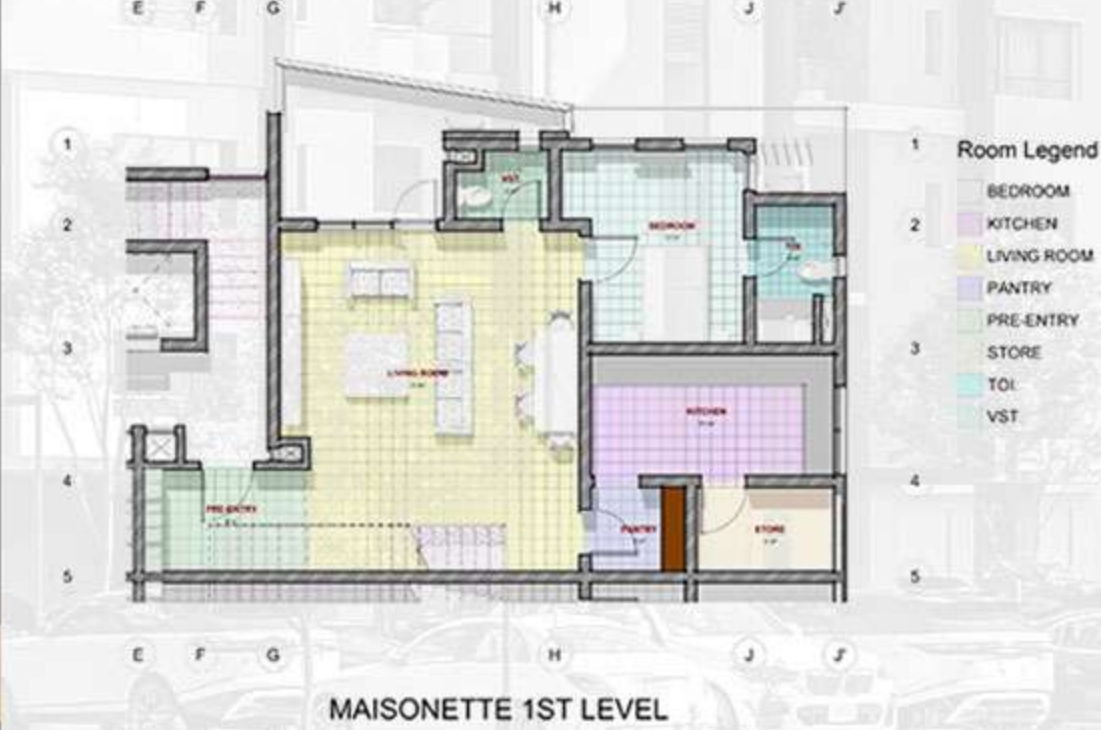 E F G H J J'
1 1 Room Legend
VST
BEDROOM
KITCHEN
2 BEDROOM 2
TOI
LIVING ROOM
PANTRY
PRE-ENTRY
3 3
STORE
LIVING ROOM
TOI
KITCHEN
VST
4 4
PRE-ENTRY
PANTRY STORE
5 5
E F G H J J'
MAISONETTE 1ST LEVEL